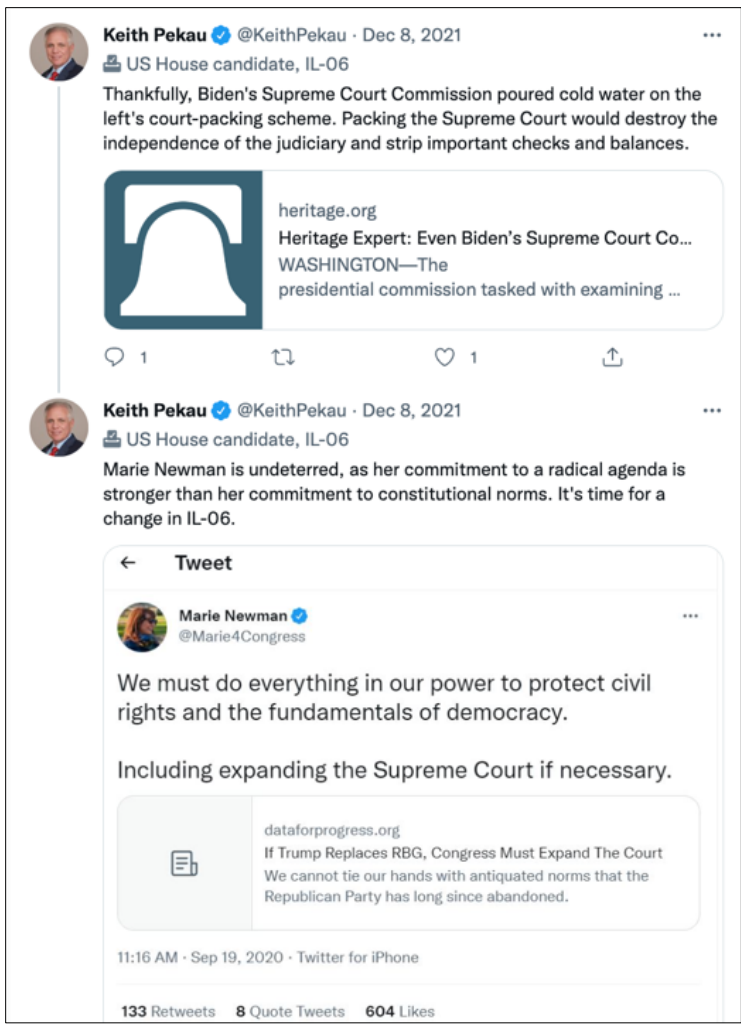 Keith Pekau @KeithPekau · Dec 8, 2021
US House candidate, IL-06
Thankfully, Biden's Supreme Court Commission poured cold water on the
left's court-packing scheme. Packing the Supreme Court would destroy the
independence of the judiciary and strip important checks and balances.
heritage.org
Heritage Expert: Even Biden's Supreme Court Co...
WASHINGTON—The
presidential commission tasked with examining ...
1 1
Keith Pekau @KeithPekau · Dec 8, 2021
US House candidate, IL-06
Marie Newman is undeterred, as her commitment to a radical agenda is
stronger than her commitment to constitutional norms. It's time for a
change in IL-06.
Tweet
Marie Newman
@Marie4Congress
We must do everything in our power to protect civil
rights and the fundamentals of democracy.
Including expanding the Supreme Court if necessary.
dataforprogress.org
If Trump Replaces RBG, Congress Must Expand The Court
We cannot tie our hands with antiquated norms that the
Republican Party has long since abandoned.
11:16 AM · Sep 19, 2020 · Twitter for iPhone
133 Retweets 8 Quote Tweets 604 Likes